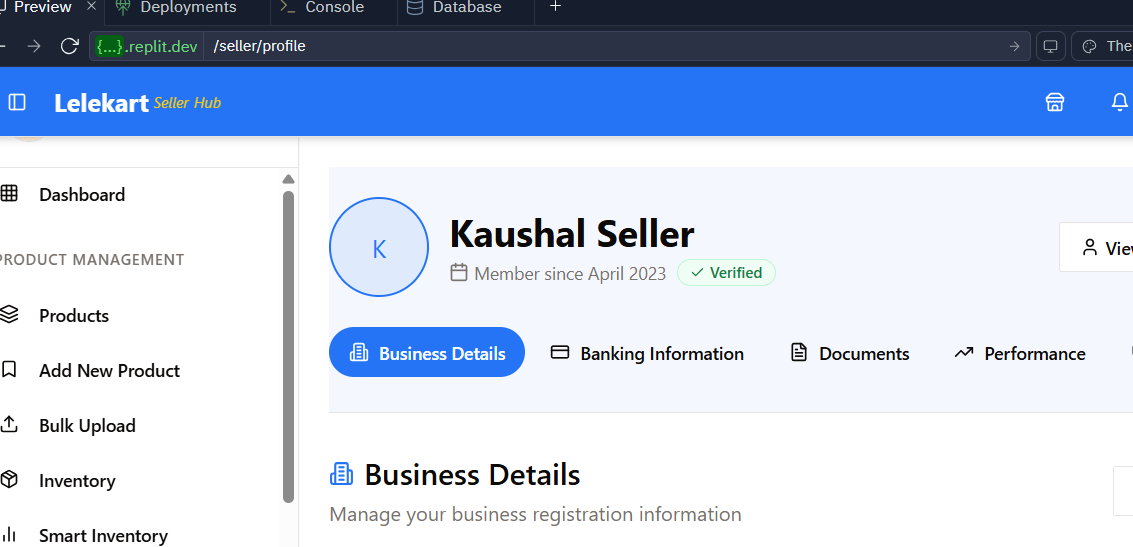 Preview
Deployments
Console
Database
{...}.replit.dev /seller/profile
The
Lelekart Seller Hub
Dashboard
PRODUCT MANAGEMENT
Products
Add New Product
Bulk Upload
Inventory
Smart Inventory
K
Kaushal Seller
Member since April 2023
Verified
View
Business Details
Banking Information
Documents
Performance
Business Details
Manage your business registration information